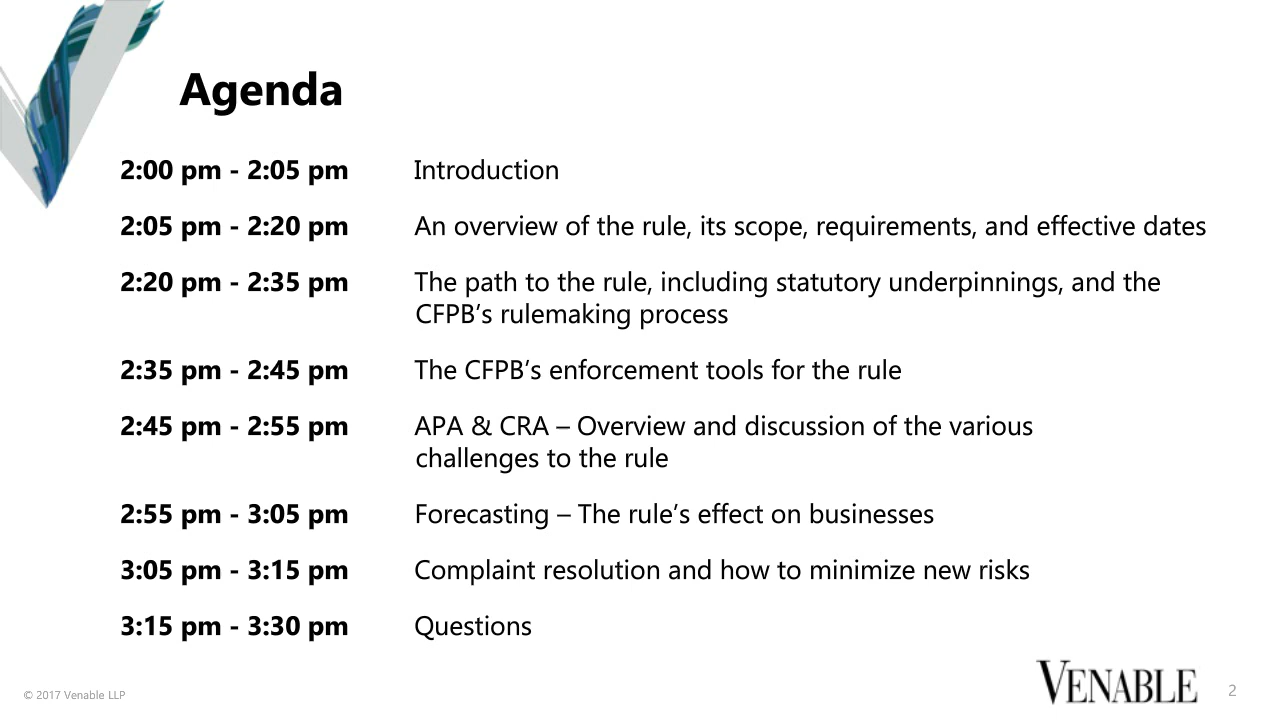 Agenda
2:00 pm - 2:05 pm Introduction
2:05 pm - 2:20 pm An overview of the rule, its scope, requirements, and effective dates
2:20 pm - 2:35 pm The path to the rule, including statutory underpinnings, and the
CFPB’s rulemaking process
2:35 pm - 2:45 pm The CFPB’s enforcement tools for the rule
2:45 pm - 2:55 pm APA & CRA – Overview and discussion of the various
challenges to the rule
2:55 pm - 3:05 pm Forecasting – The rule’s effect on businesses
3:05 pm - 3:15 pm Complaint resolution and how to minimize new risks
3:15 pm - 3:30 pm Questions
© 2017 Venable LLP
VENABLE
2